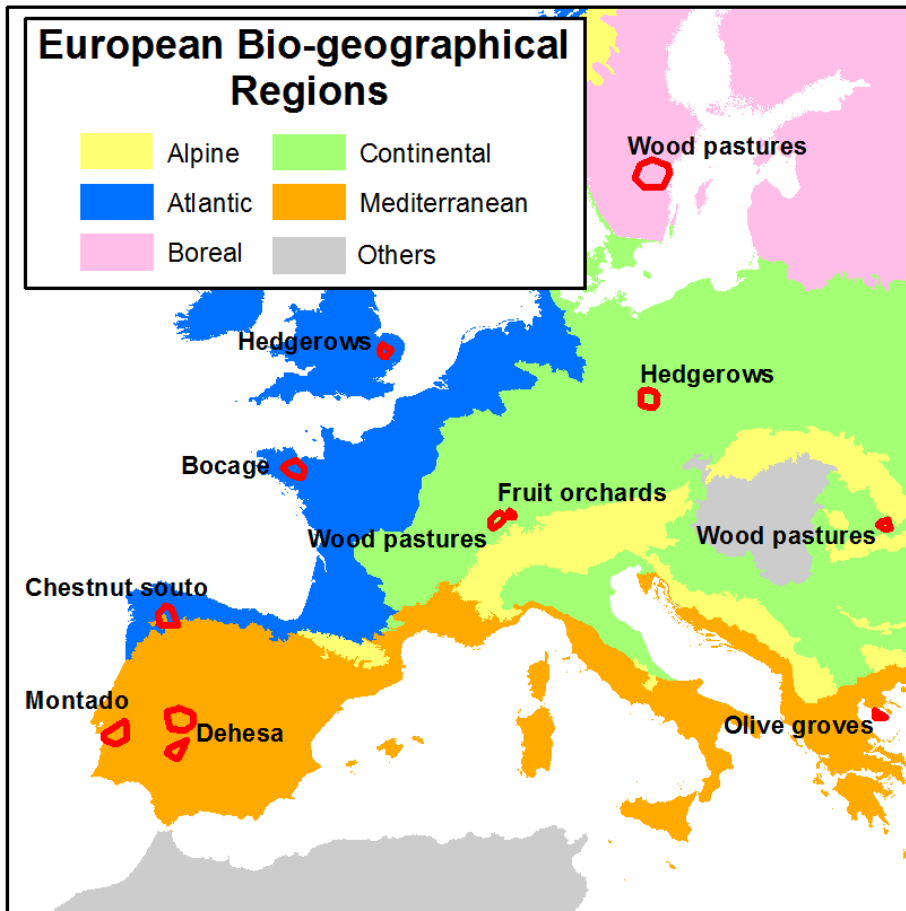 European Bio-geographical
Regions
Alpine
Continental
Atlantic
Mediterranean
Boreal
Others
Wood pastures
Hedgerows
Hedgerows
Bocage
Fruit orchards
Wood pastures
Wood pastures
Chestnut souto
Montado
Dehesa
Olive groves